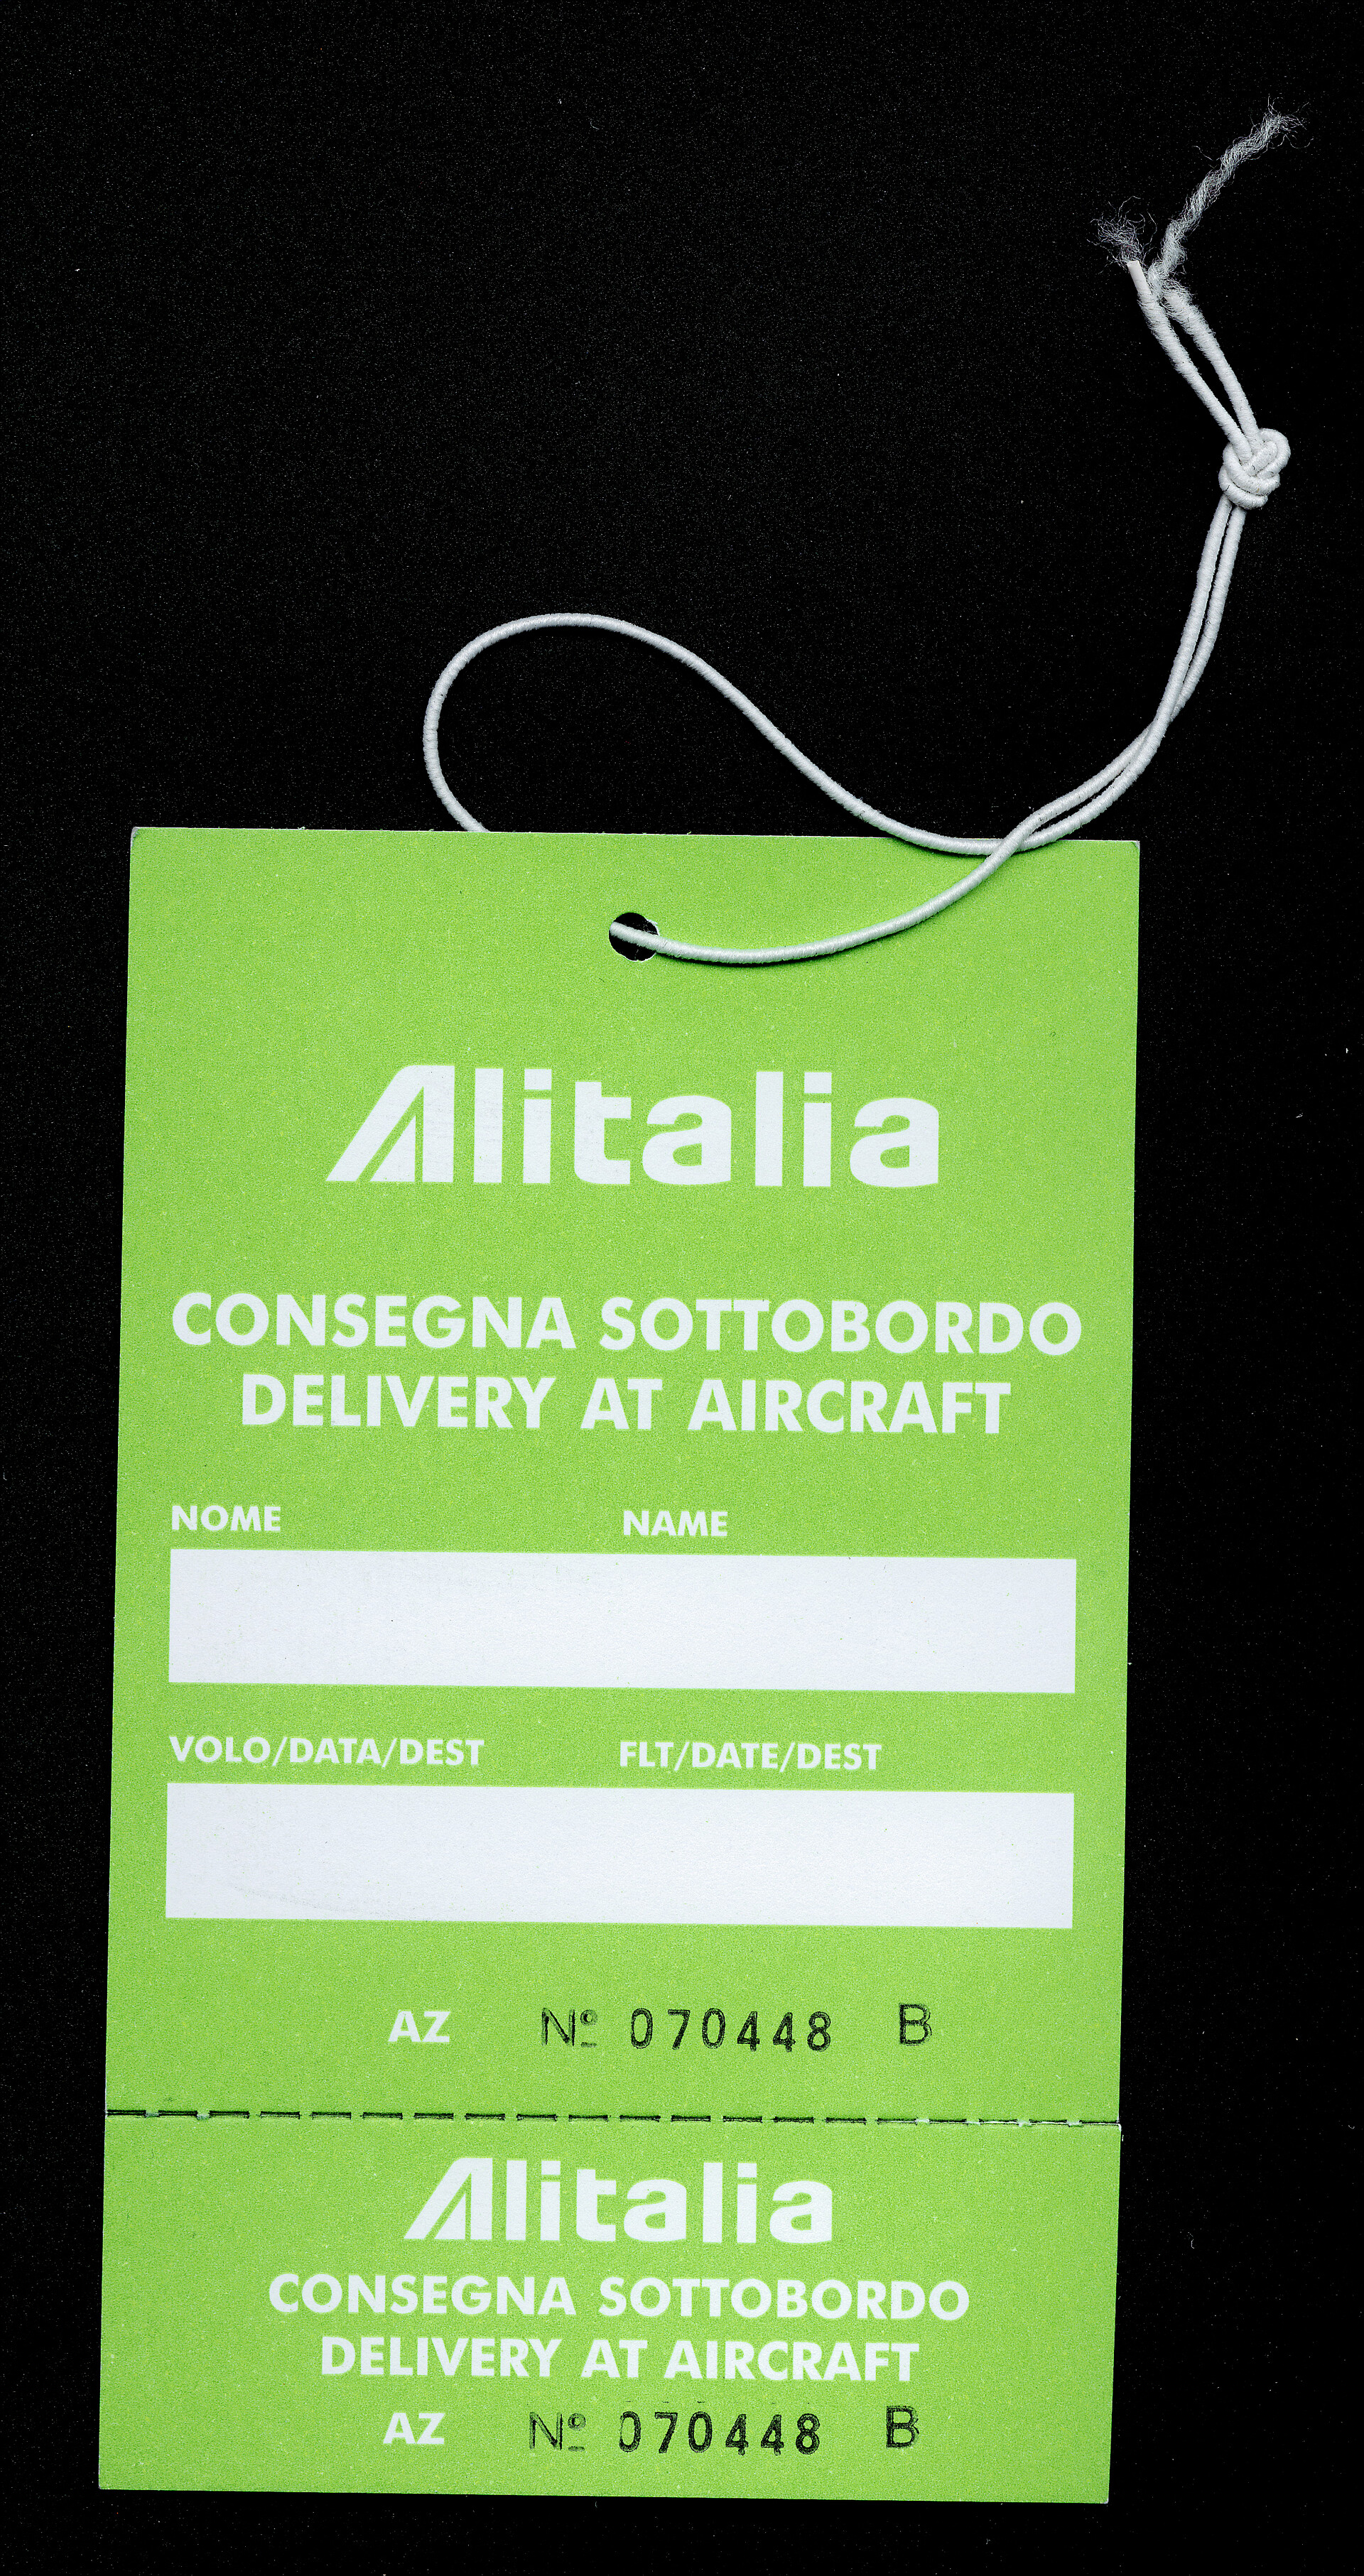 Alitalia
CONSEGNA SOTTOBORDO
DELIVERY AT AIRCRAFT
NOME NAME
VOLO/DATA/DEST FLT/DATE/DEST
AZ Nº 070448 B
Alitalia
CONSEGNA SOTTOBORDO
DELIVERY AT AIRCRAFT
AZ Nº 070448 B